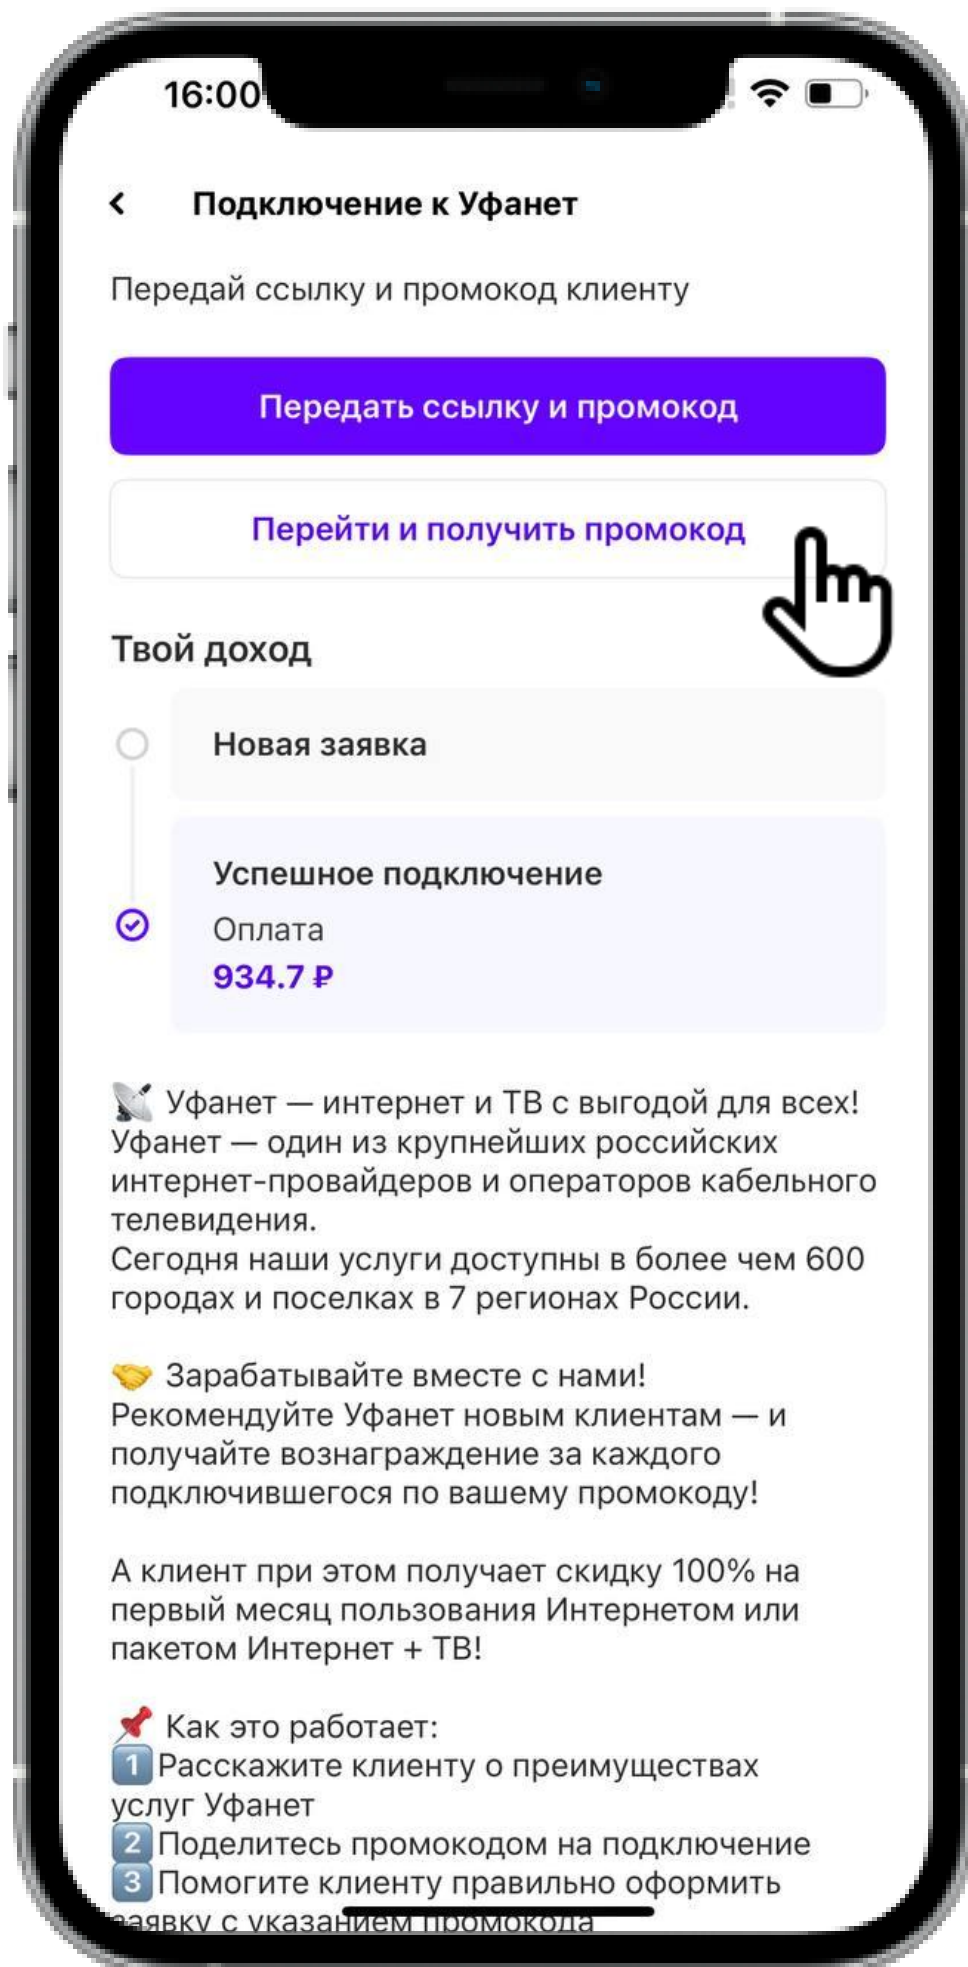 16:00
Подключение к Уфанет
Передай ссылку и промокод клиенту
Передать ссылку и промокод
Перейти и получить промокод
Твой доход
Новая заявка
Успешное подключение
Оплата
934.7 ₽
Уфанет — интернет и ТВ с выгодой для всех!
Уфанет — один из крупнейших российских
интернет-провайдеров и операторов кабельного
телевидения.
Сегодня наши услуги доступны в более чем 600
городах и поселках в 7 регионах России.
Зарабатывайте вместе с нами!
Рекомендуйте Уфанет новым клиентам — и
получайте вознаграждение за каждого
подключившегося по вашему промокоду!
А клиент при этом получает скидку 100% на
первый месяц пользования Интернетом или
пакетом Интернет + ТВ!
Как это работает:
1 Расскажите клиенту о преимуществах
услуг Уфанет
2 Поделитесь промокодом на подключение
3 Помогите клиенту правильно оформить
заявку с указанием промокода